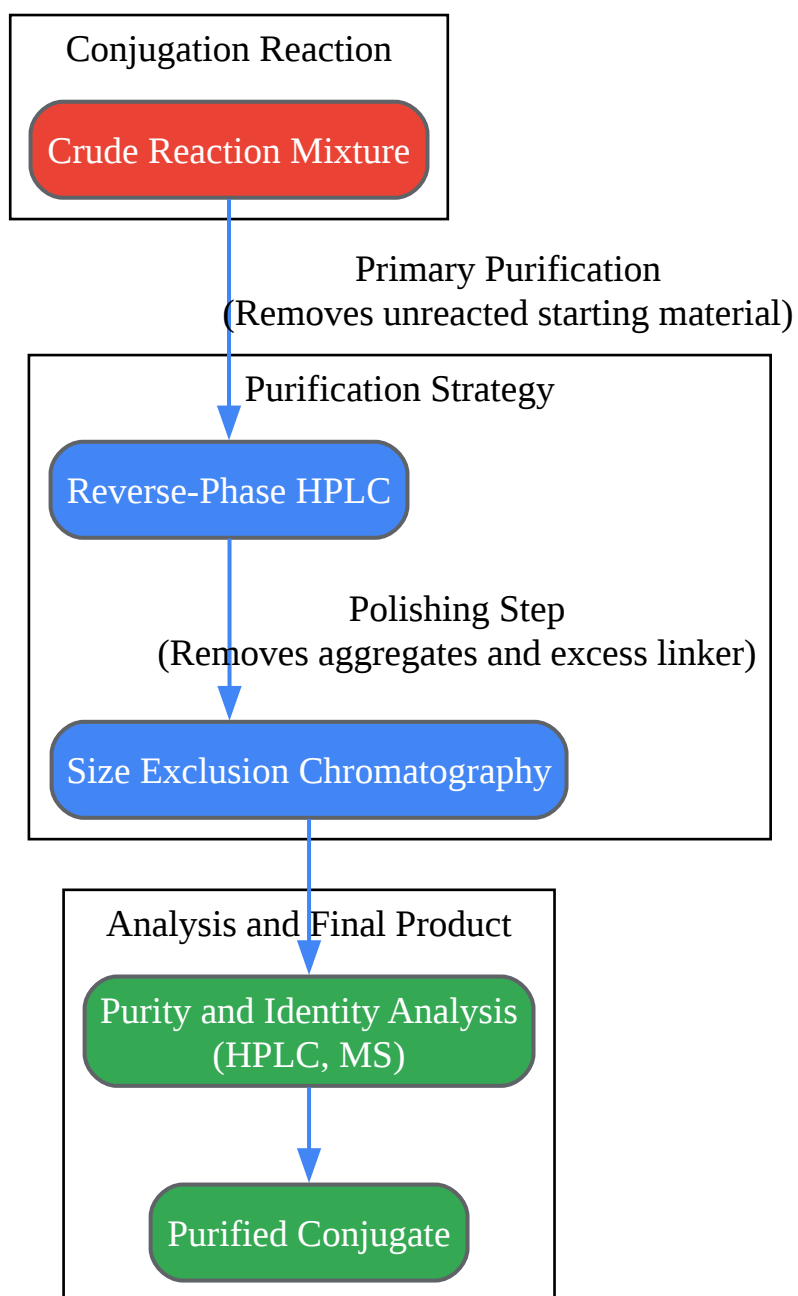 Conjugation Reaction
Crude Reaction Mixture
Primary Purification
(Removes unreacted starting material)
Purification Strategy
Reverse-Phase HPLC
Polishing Step
(Removes aggregates and excess linker)
Size Exclusion Chromatography
Analysis and Final Product
Purity and Identity Analysis
(HPLC, MS)
Purified Conjugate